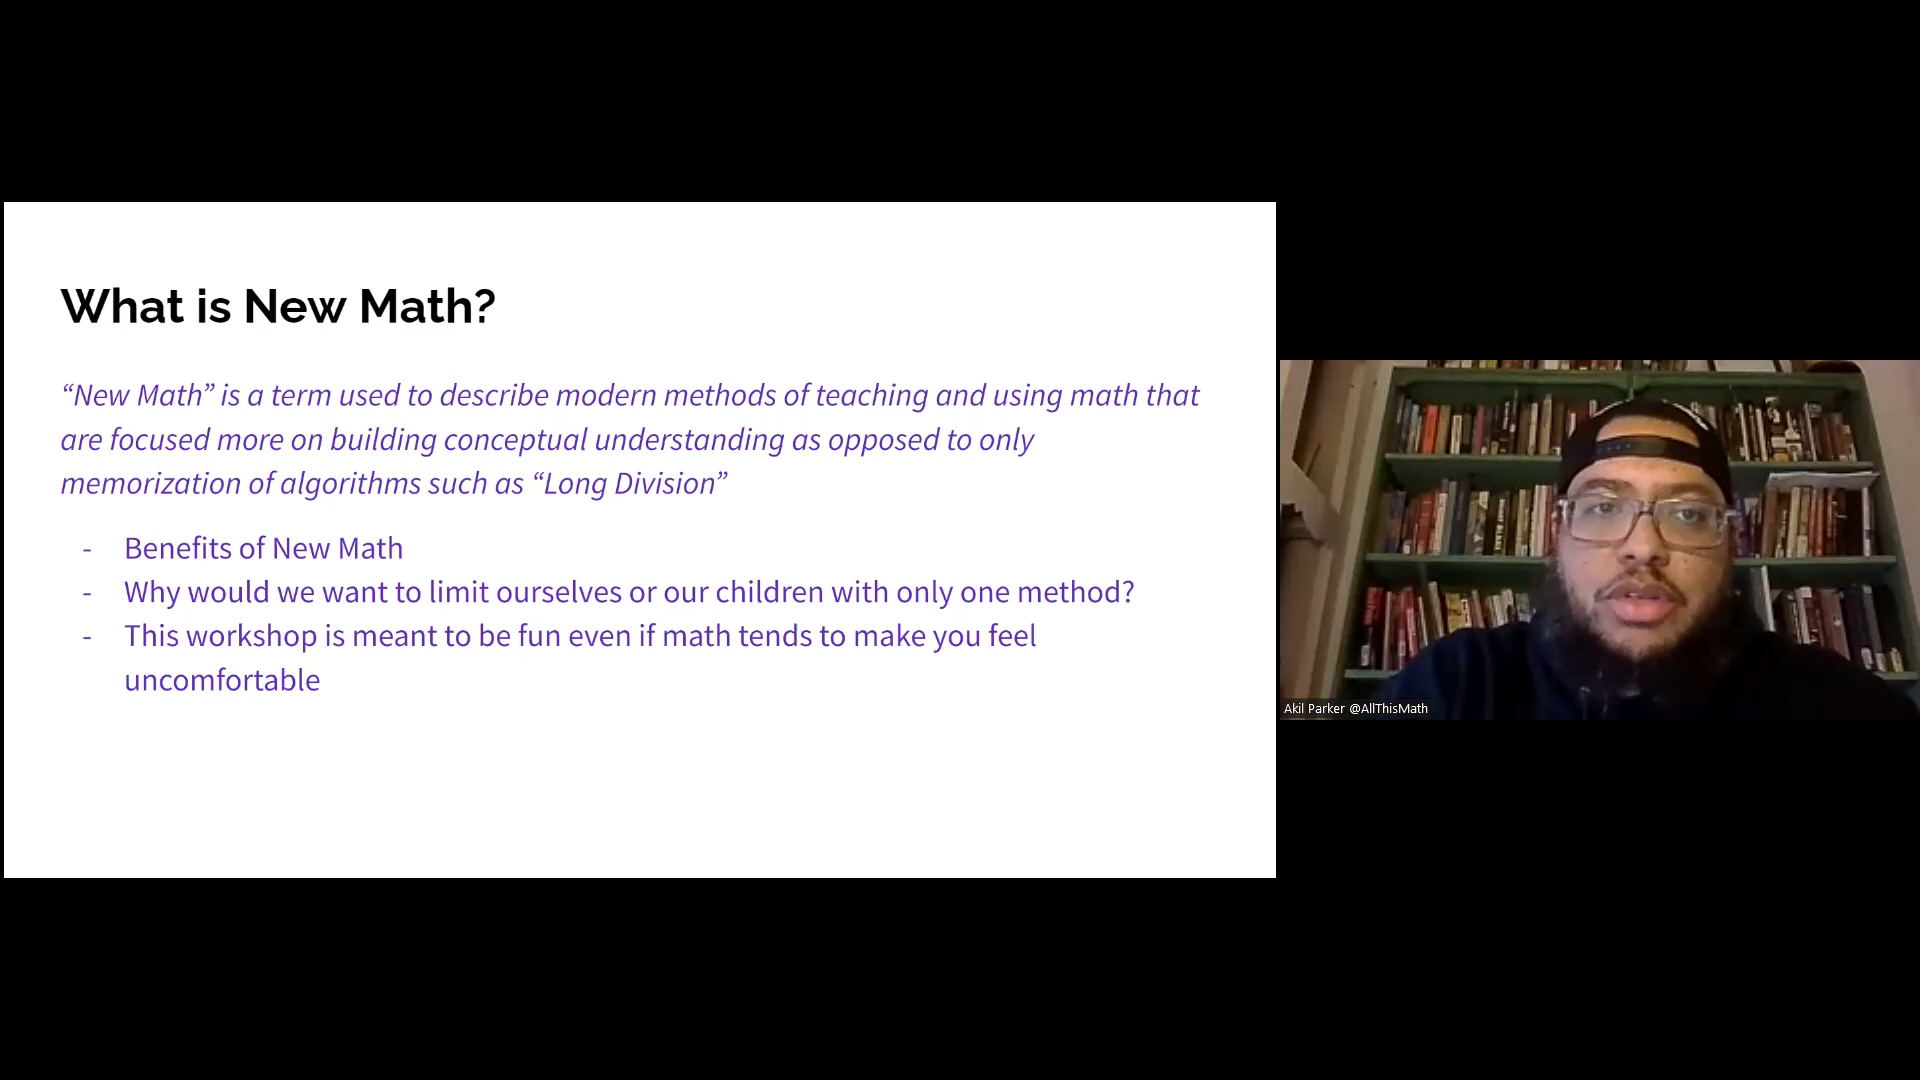 What is New Math?
“New Math” is a term used to describe modern methods of teaching and using math that
are focused more on building conceptual understanding as opposed to only
memorization of algorithms such as “Long Division”
- Benefits of New Math
- Why would we want to limit ourselves or our children with only one method?
- This workshop is meant to be fun even if math tends to make you feel
uncomfortable
Akil Parker @AllThisMath